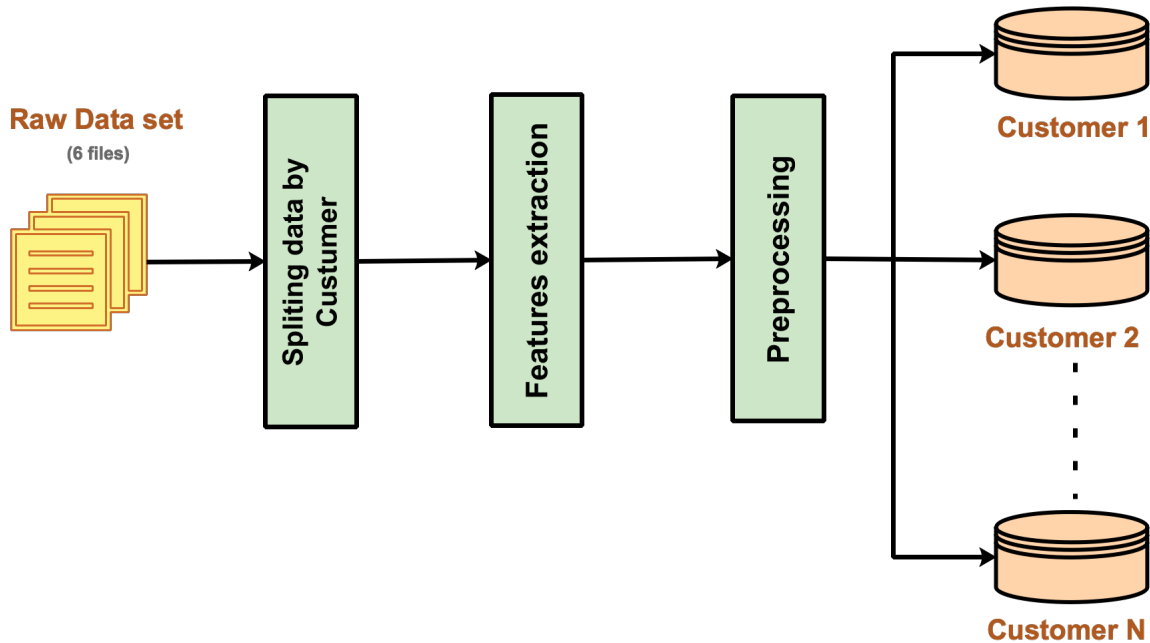 Raw Data set
(6 files)
Spliting data by
Custumer
Features extraction
Preprocessing
Customer 1
Customer 2
Customer N